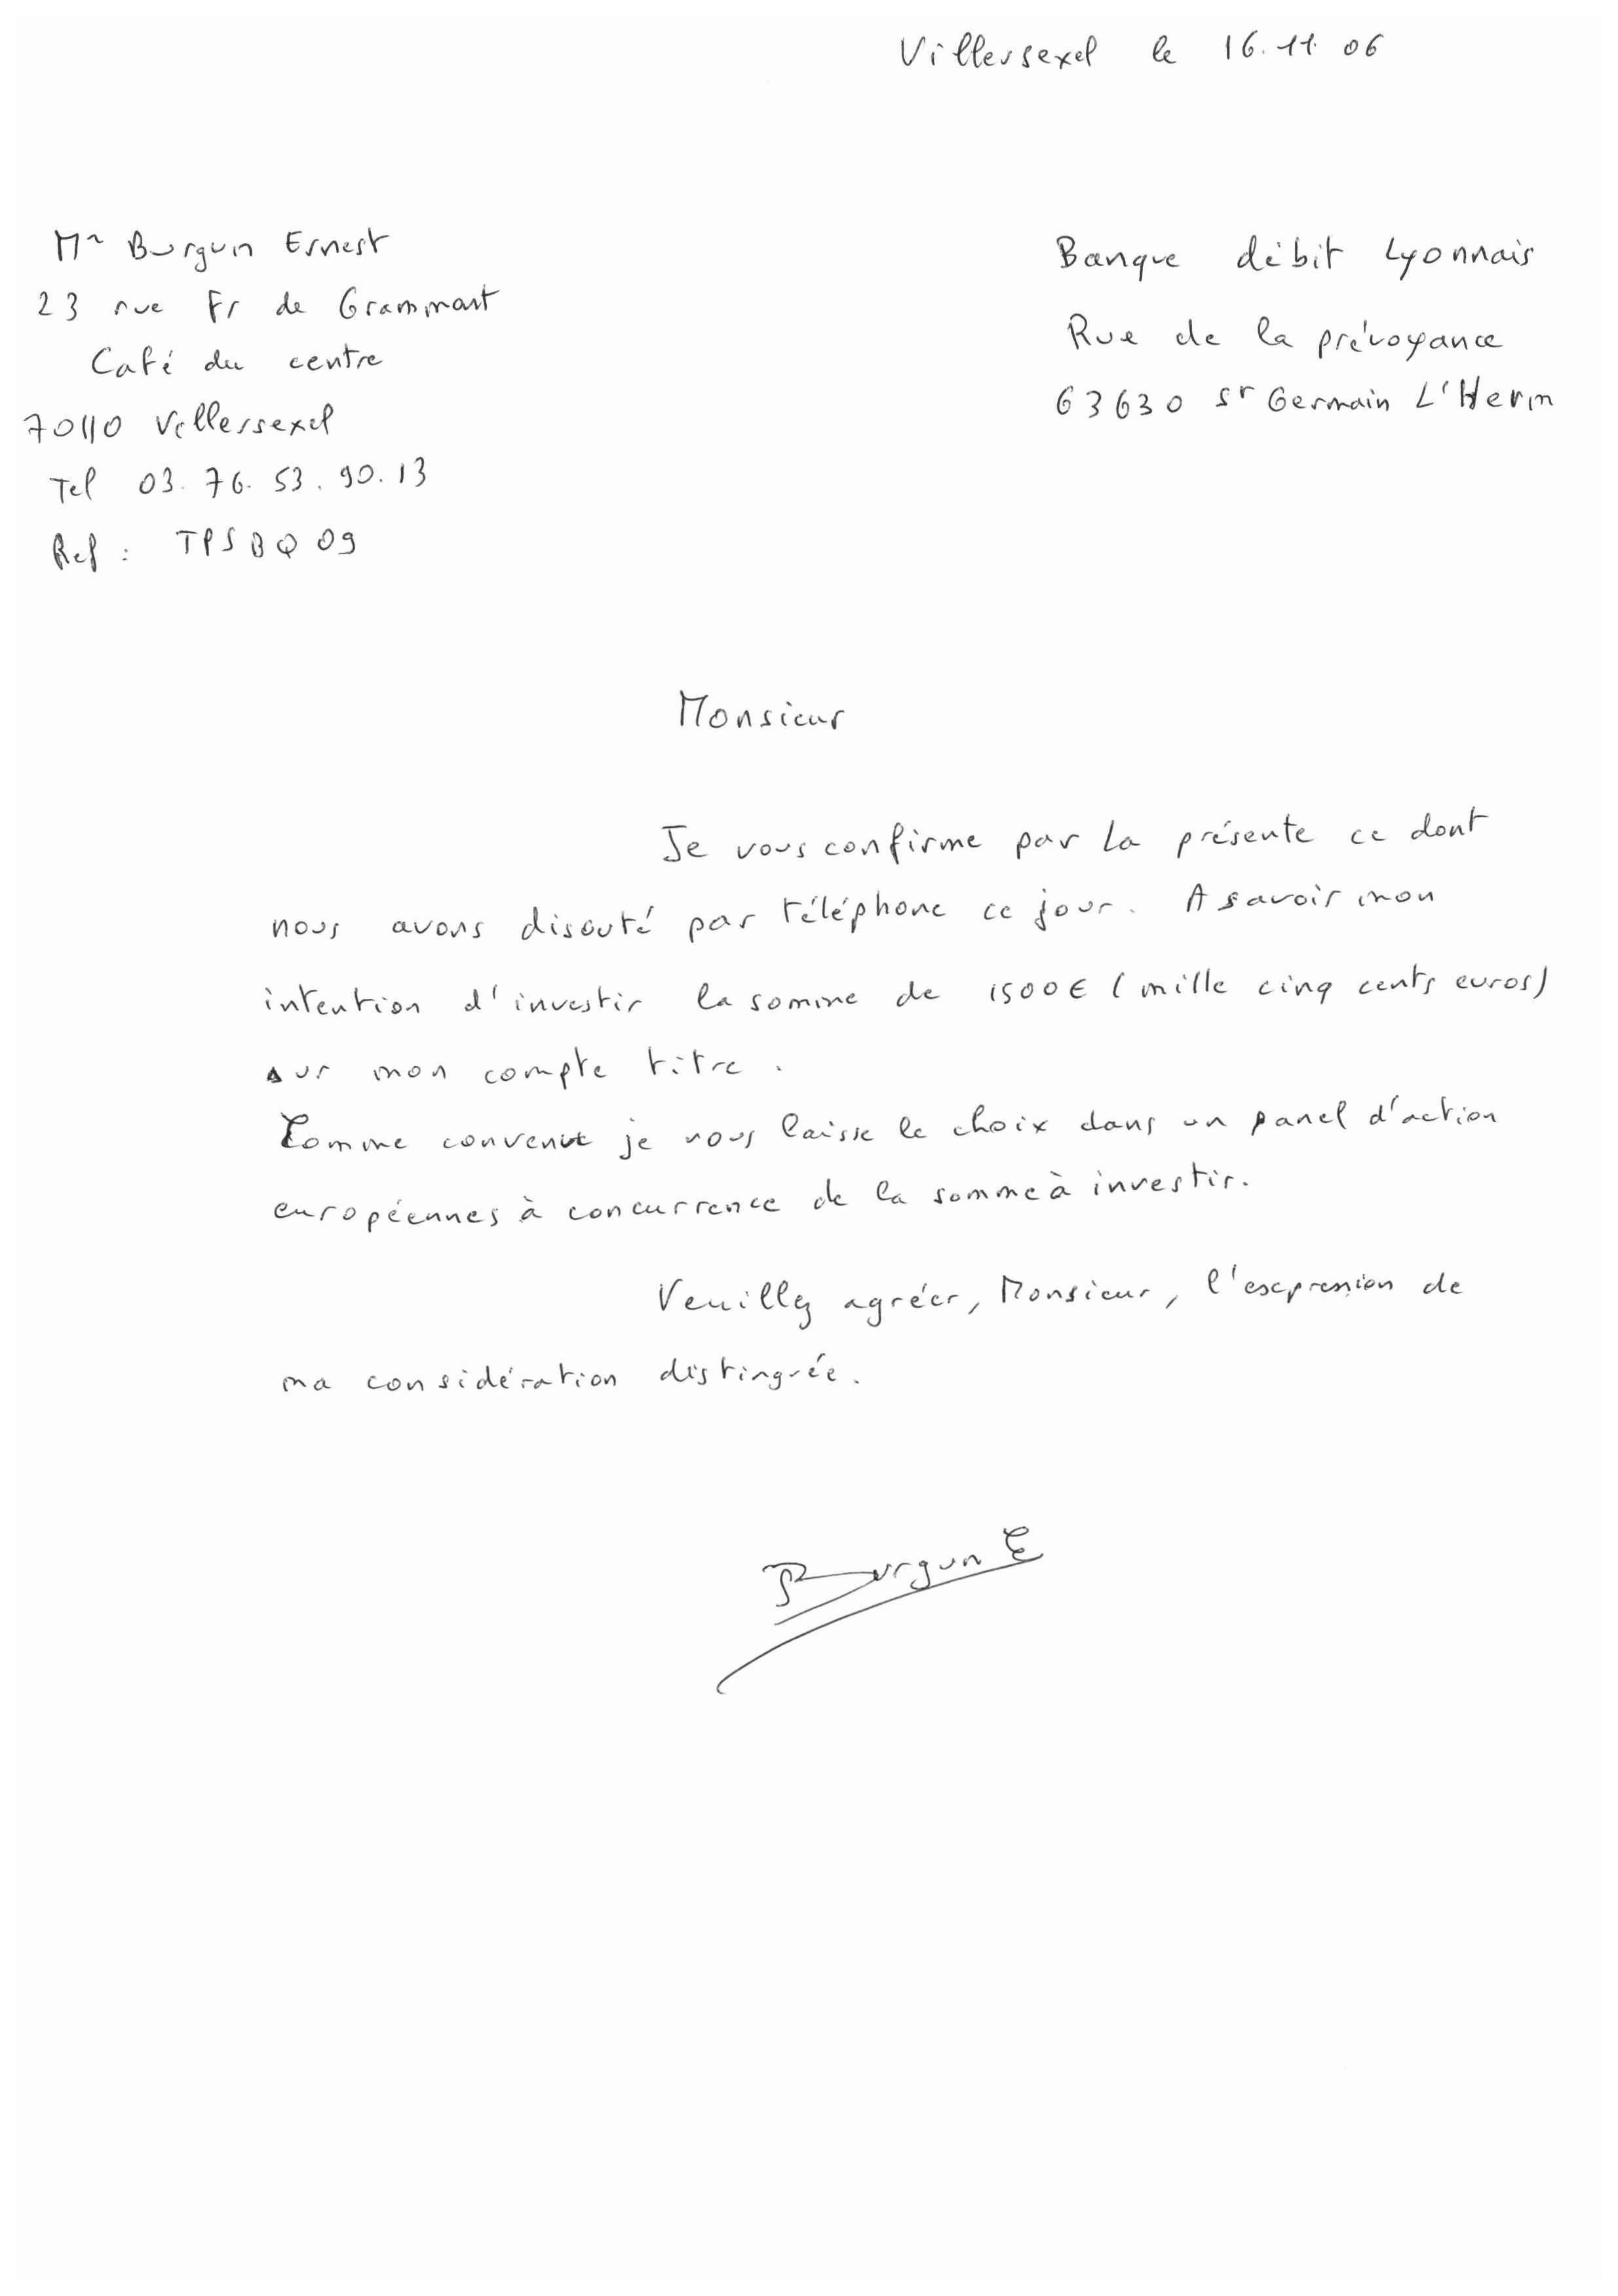 Villersexel le 16.11.06
Mr Burgun Ernest
23 rue Fr de Grammont
Café du centre
70110 Villersexel
Tel 03.76.53.90.13
Ref : TPSBQ09
Banque débit Lyonnais
Rue de la prévoyance
63630 St Germain L'Herm
Monsieur
Je vous confirme par la présente ce dont
nous avons discuté par téléphone ce jour. A savoir mon
intention d'investir la somme de 1500€ (mille cinq cents euros)
sur mon compte titre.
Comme convenu je vous laisse le choix dans un panel d'action
européennes à concurrence de la somme à investir.
Veuillez agréer, Monsieur, l'expression de
ma considération distinguée.
Burgun E